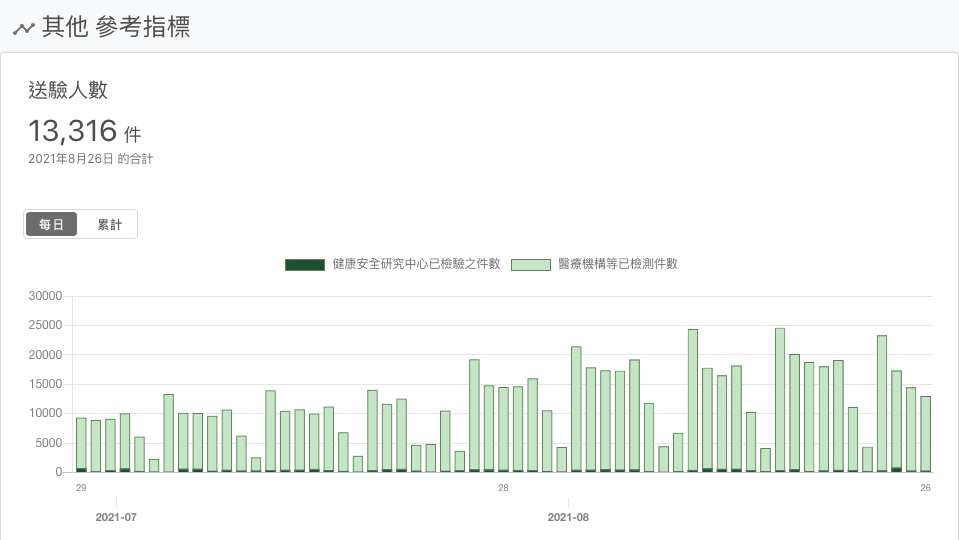 其他 參考指標
送驗人數
13,316 件
2021年8月26日 的合計
每日 累計
健康安全研究中心已檢驗之件數 醫療機構等已檢測件數
30000
25000
20000
15000
10000
5000
0
29 28 26
2021-07 2021-08